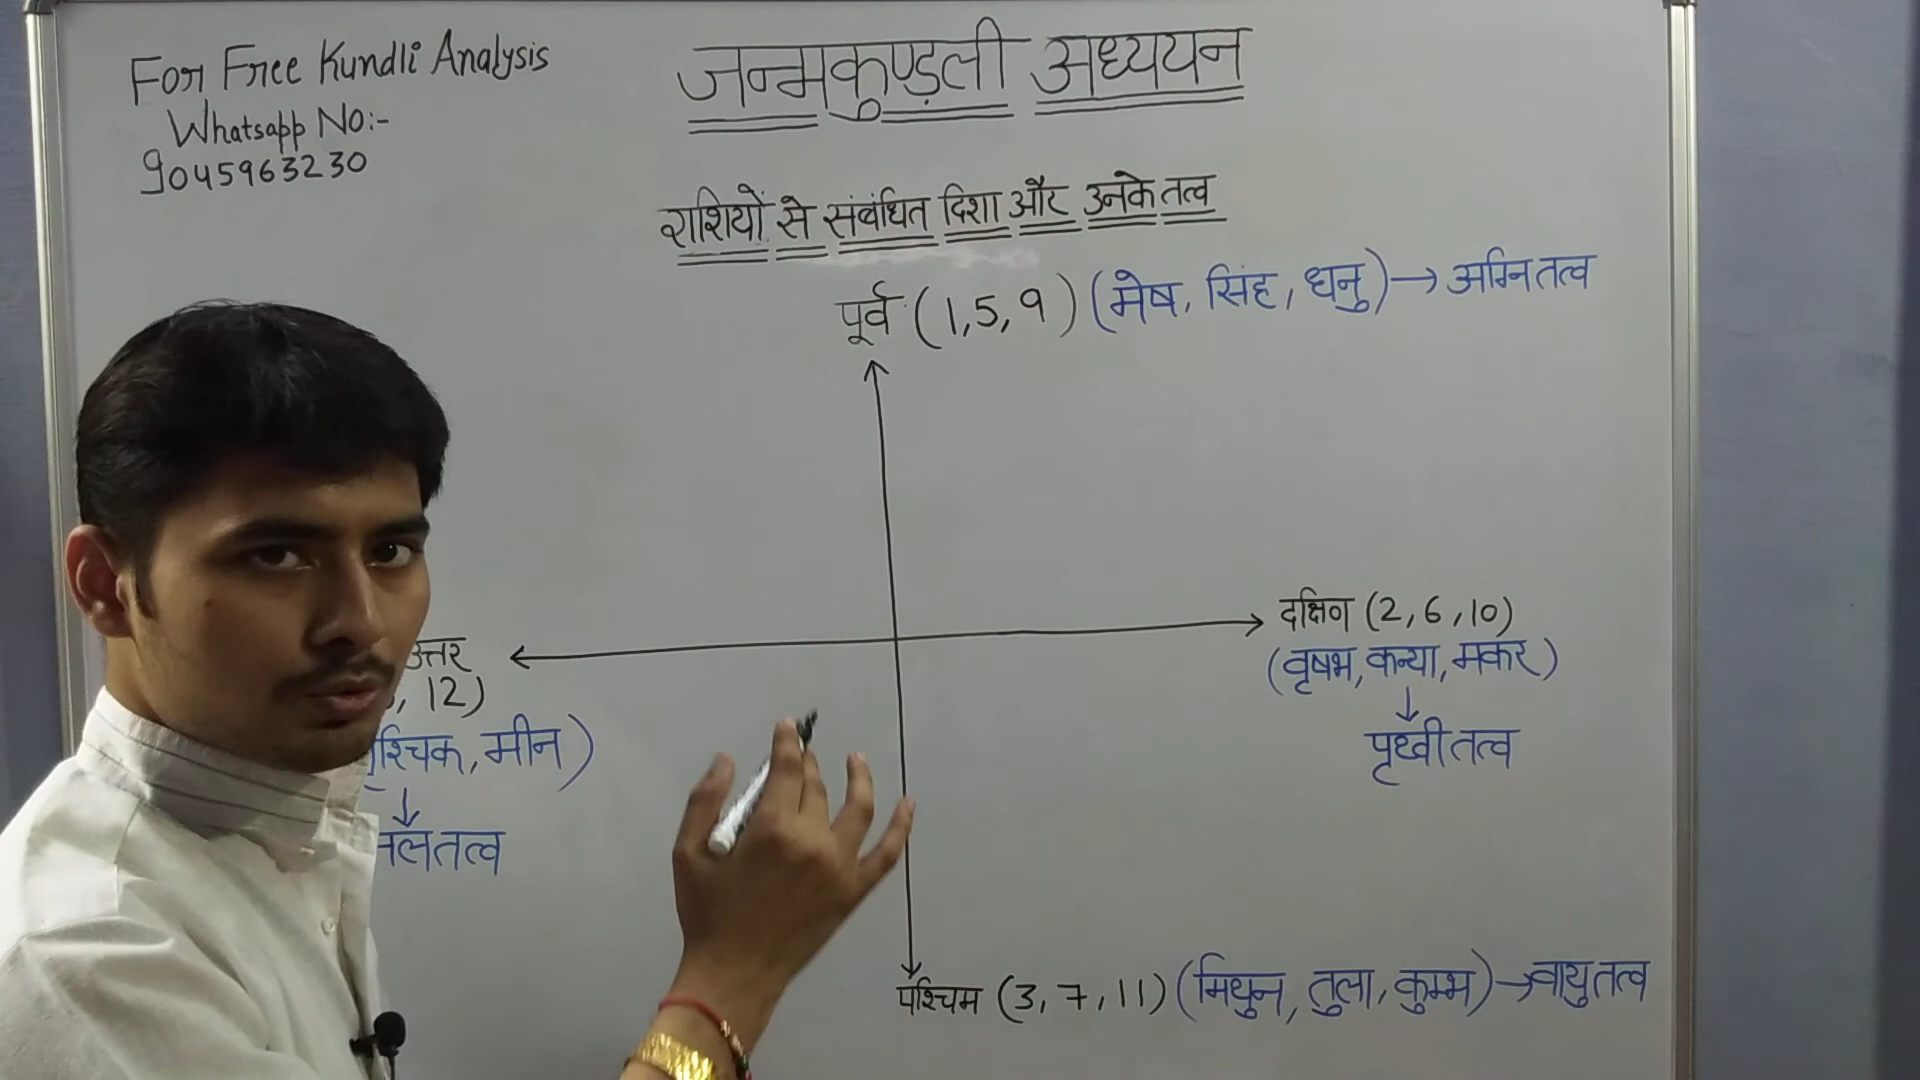 For Free Kundli Analysis
Whatsapp No:-
9045963230
जन्मकुण्डली अध्ययन
राशियों से संबंधित दिशा और उनके तत्व
पूर्व (1,5,9) (मेष, सिंह, धनु) → अग्नि तत्व
दक्षिण (2,6,10)
(वृषभ, कन्या, मकर)
↓
पृथ्वी तत्व
उत्तर
, 12)
श्चिक, मीन)
↓
लतत्व
पश्चिम (3,7,11) (मिथुन, तुला, कुम्भ) → वायु तत्व